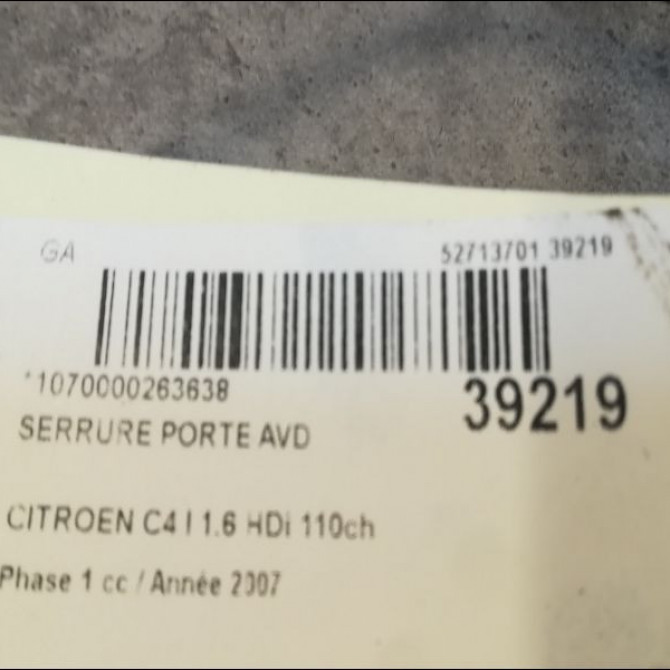 GA 52713701 39219
*1070000263638 39219
SERRURE PORTE AVD
CITROEN C4 I 1.6 HDi 110ch
Phase 1 cc / Année 2007